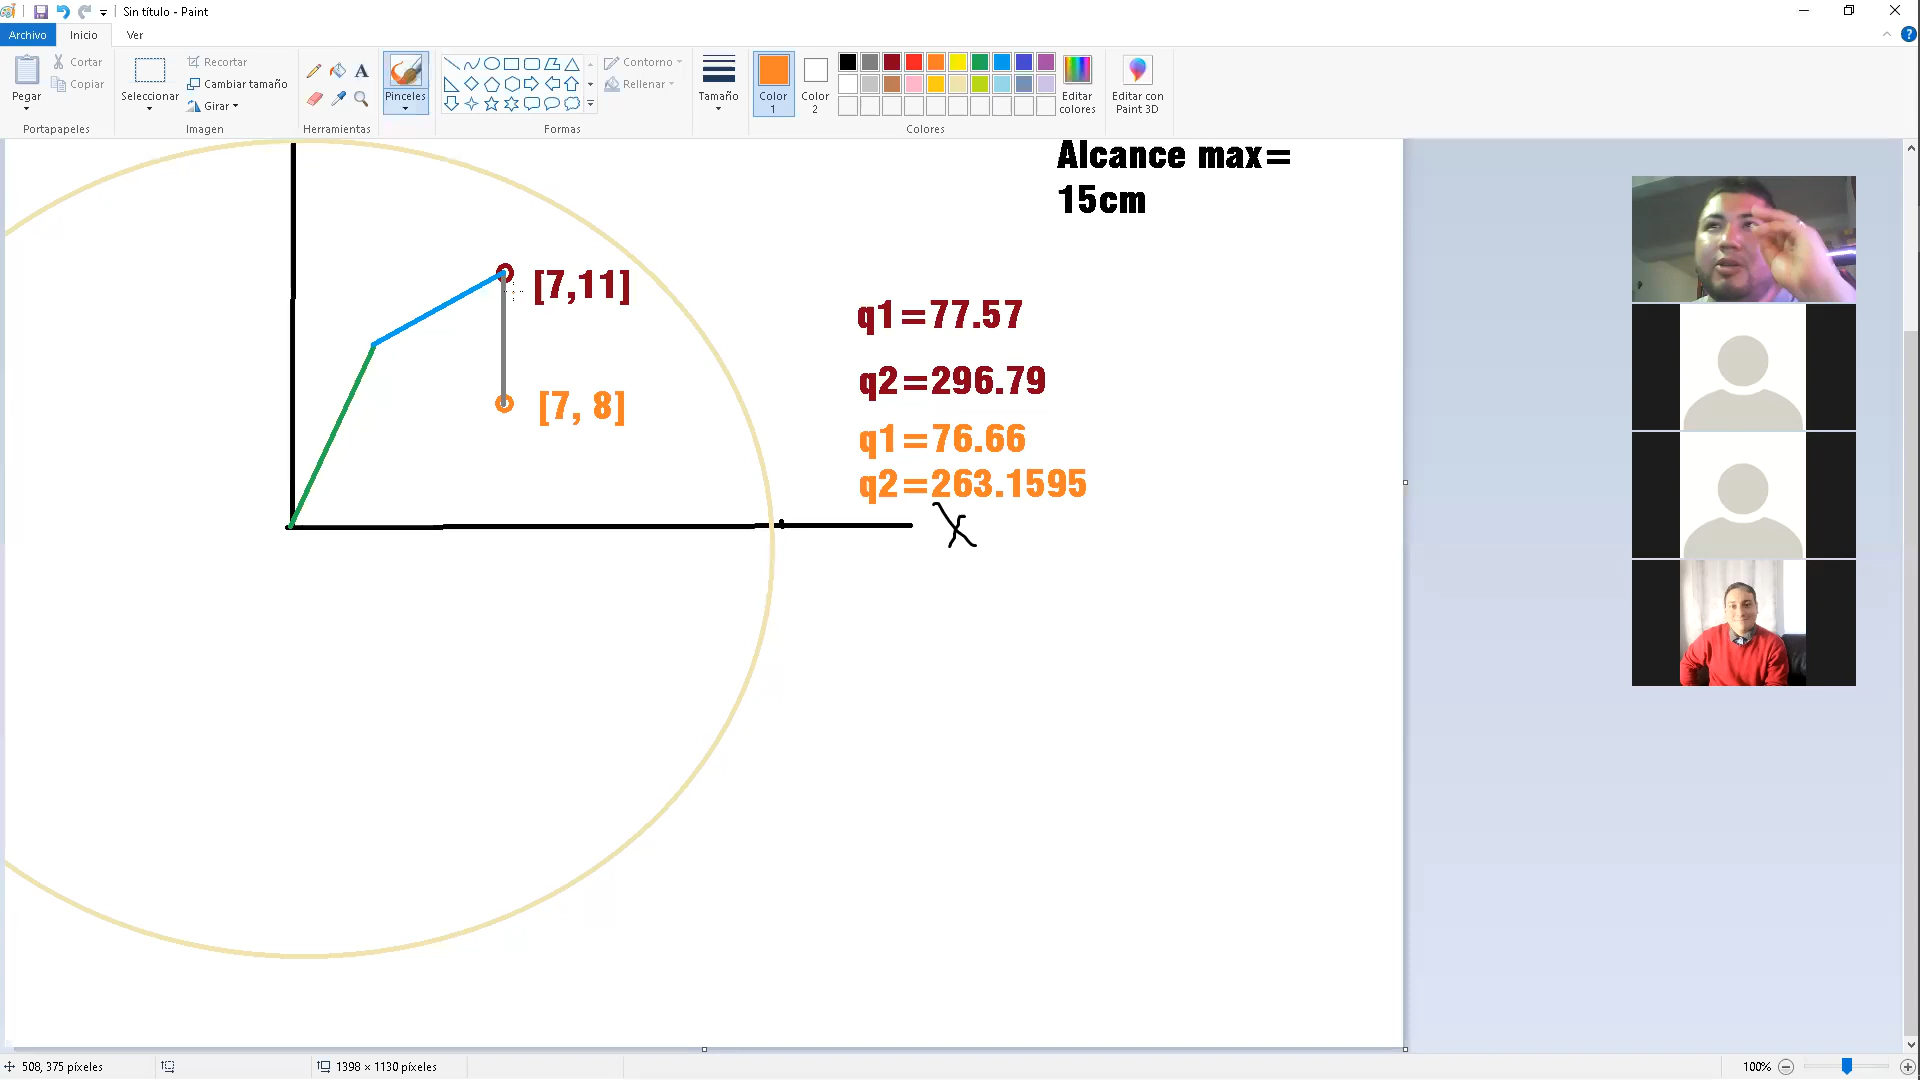 Sin título - Paint
Archivo
Inicio
Ver
Pegar
Cortar
Copiar
Portapapeles
Seleccionar
Recortar
Cambiar tamaño
Girar
Imagen
Herramientas
Pinceles
Contorno
Rellenar
Formas
Tamaño
Color
1
Color
2
Editar
colores
Colores
Editar con
Paint 3D
Alcance max=
15cm
[7,11]
[7, 8]
q1=77.57
q2=296.79
q1=76.66
q2=263.1595
X
508, 375 píxeles
1398 × 1130 píxeles
100%